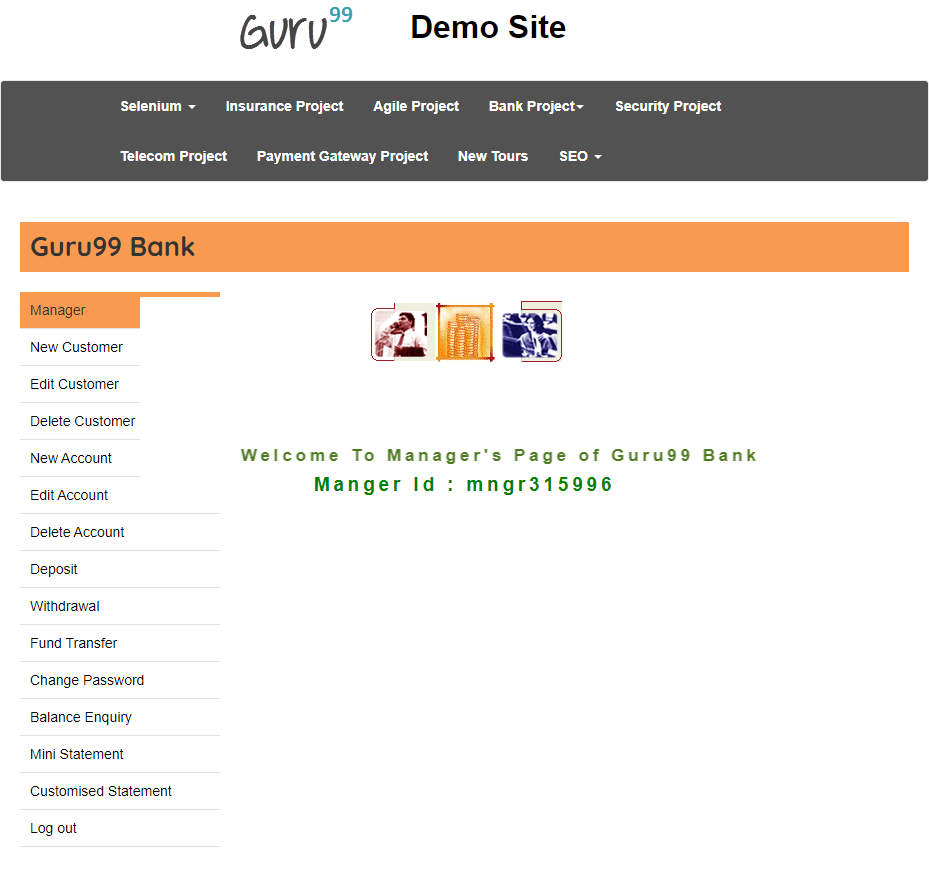 Guru99 Demo Site
Selenium Insurance Project Agile Project Bank Project Security Project
Telecom Project Payment Gateway Project New Tours SEO
Guru99 Bank
Manager
New Customer
Edit Customer
Delete Customer
New Account
Edit Account
Delete Account
Deposit
Withdrawal
Fund Transfer
Change Password
Balance Enquiry
Mini Statement
Customised Statement
Log out
Welcome To Manager's Page of Guru99 Bank
Manger Id : mngr315996